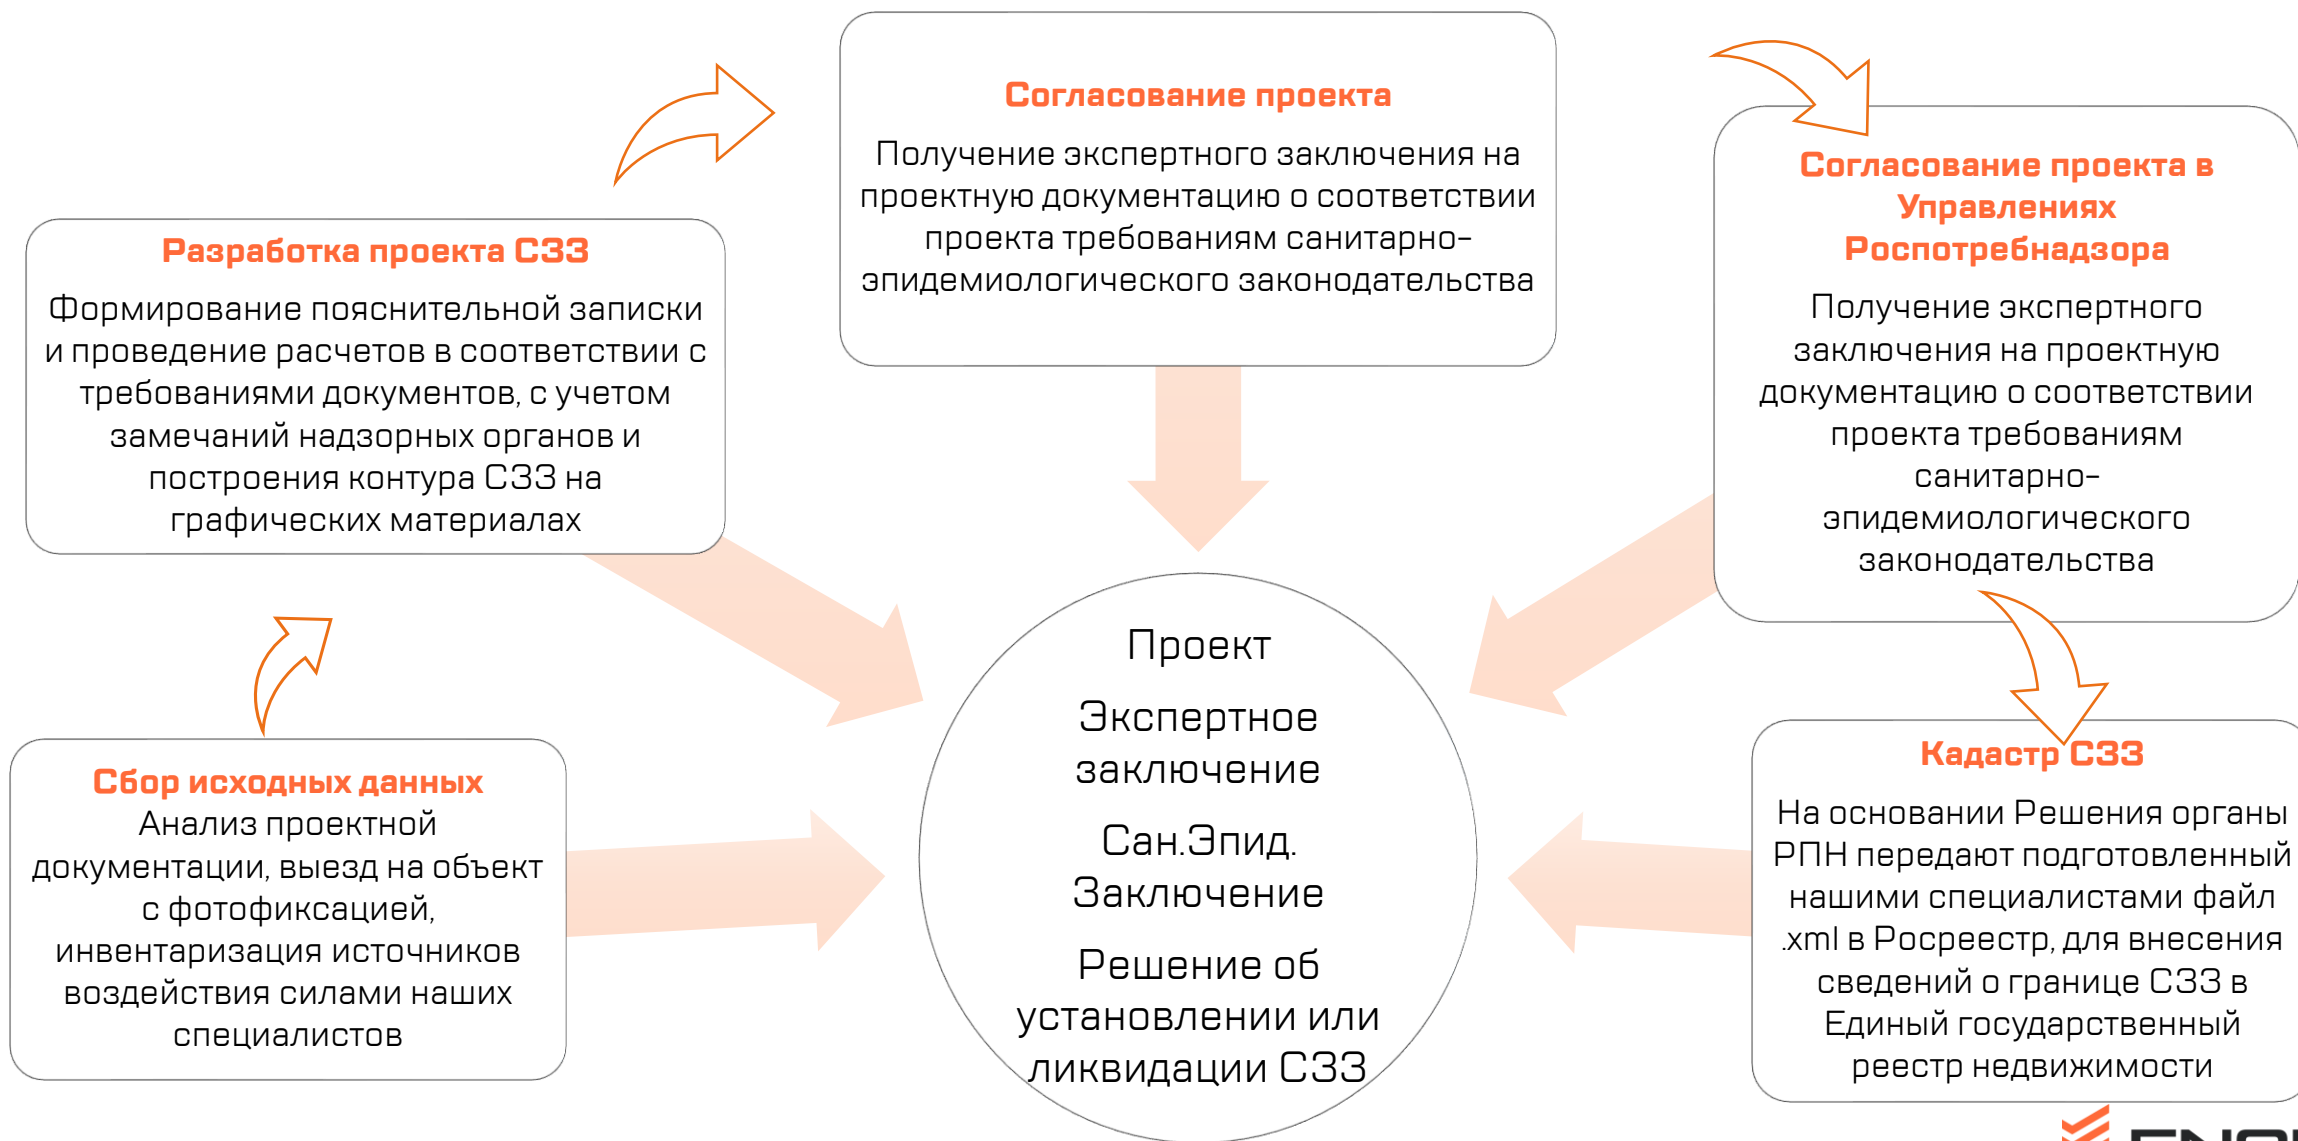 Согласование проекта
Получение экспертного заключения на
проектную документацию о соответствии
проекта требованиям санитарно-
эпидемиологического законодательства
Разработка проекта СЗЗ
Формирование пояснительной записки
и проведение расчетов в соответствии с
требованиями документов, с учетом
замечаний надзорных органов и
построения контура СЗЗ на
графических материалах
Согласование проекта в
Управлениях
Роспотребнадзора
Получение экспертного
заключения на проектную
документацию о соответствии
проекта требованиям
санитарно-
эпидемиологического
законодательства
Сбор исходных данных
Анализ проектной
документации, выезд на объект
с фотофиксацией,
инвентаризация источников
воздействия силами наших
специалистов
Проект
Экспертное
заключение
Сан.Эпид.
Заключение
Решение об
установлении или
ликвидации СЗЗ
Кадастр СЗЗ
На основании Решения органы
РПН передают подготовленный
нашими специалистами файл
.xml в Росреестр, для внесения
сведений о границе СЗЗ в
Единый государственный
реестр недвижимости